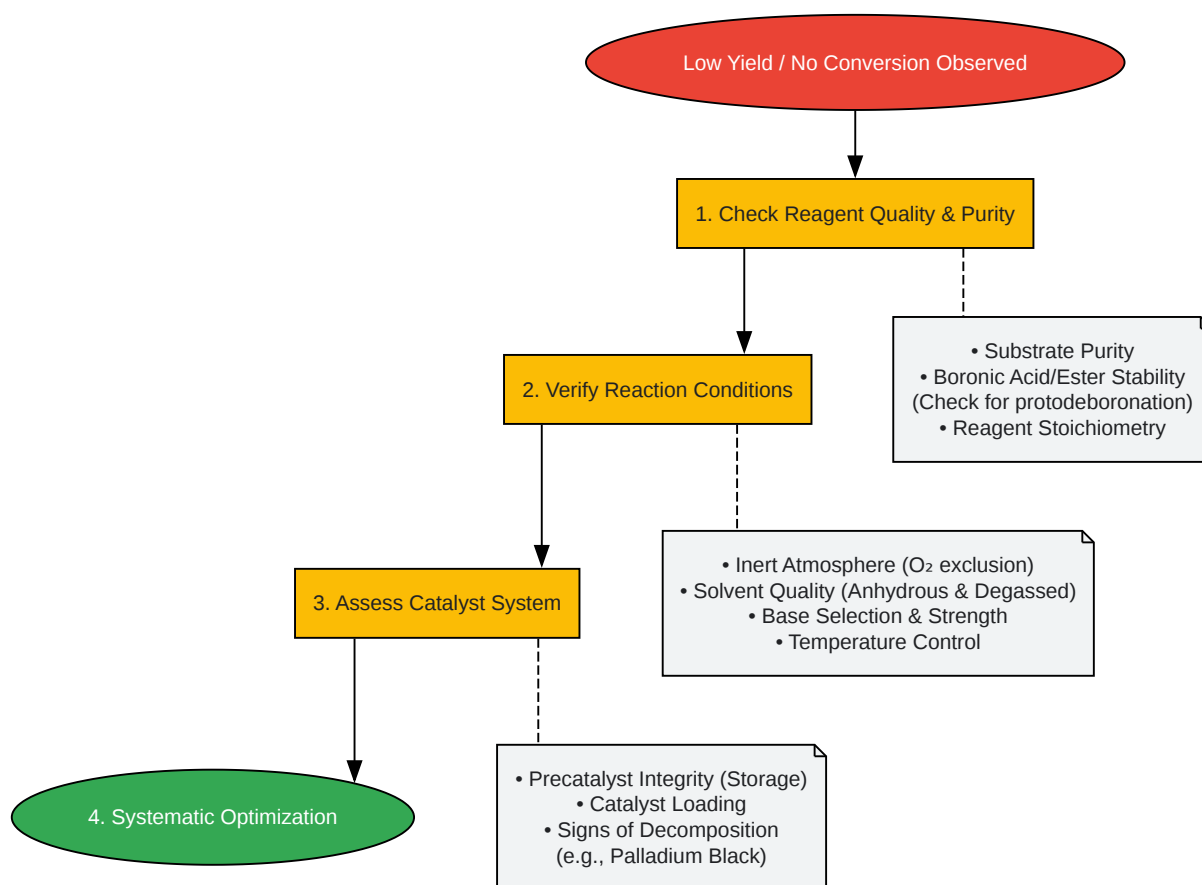 Low Yield / No Conversion Observed
1. Check Reagent Quality & Purity
• Substrate Purity
• Boronic Acid/Ester Stability
(Check for protodeboronation)
• Reagent Stoichiometry
2. Verify Reaction Conditions
• Inert Atmosphere (O₂ exclusion)
• Solvent Quality (Anhydrous & Degassed)
• Base Selection & Strength
• Temperature Control
3. Assess Catalyst System
• Precatalyst Integrity (Storage)
• Catalyst Loading
• Signs of Decomposition
(e.g., Palladium Black)
4. Systematic Optimization